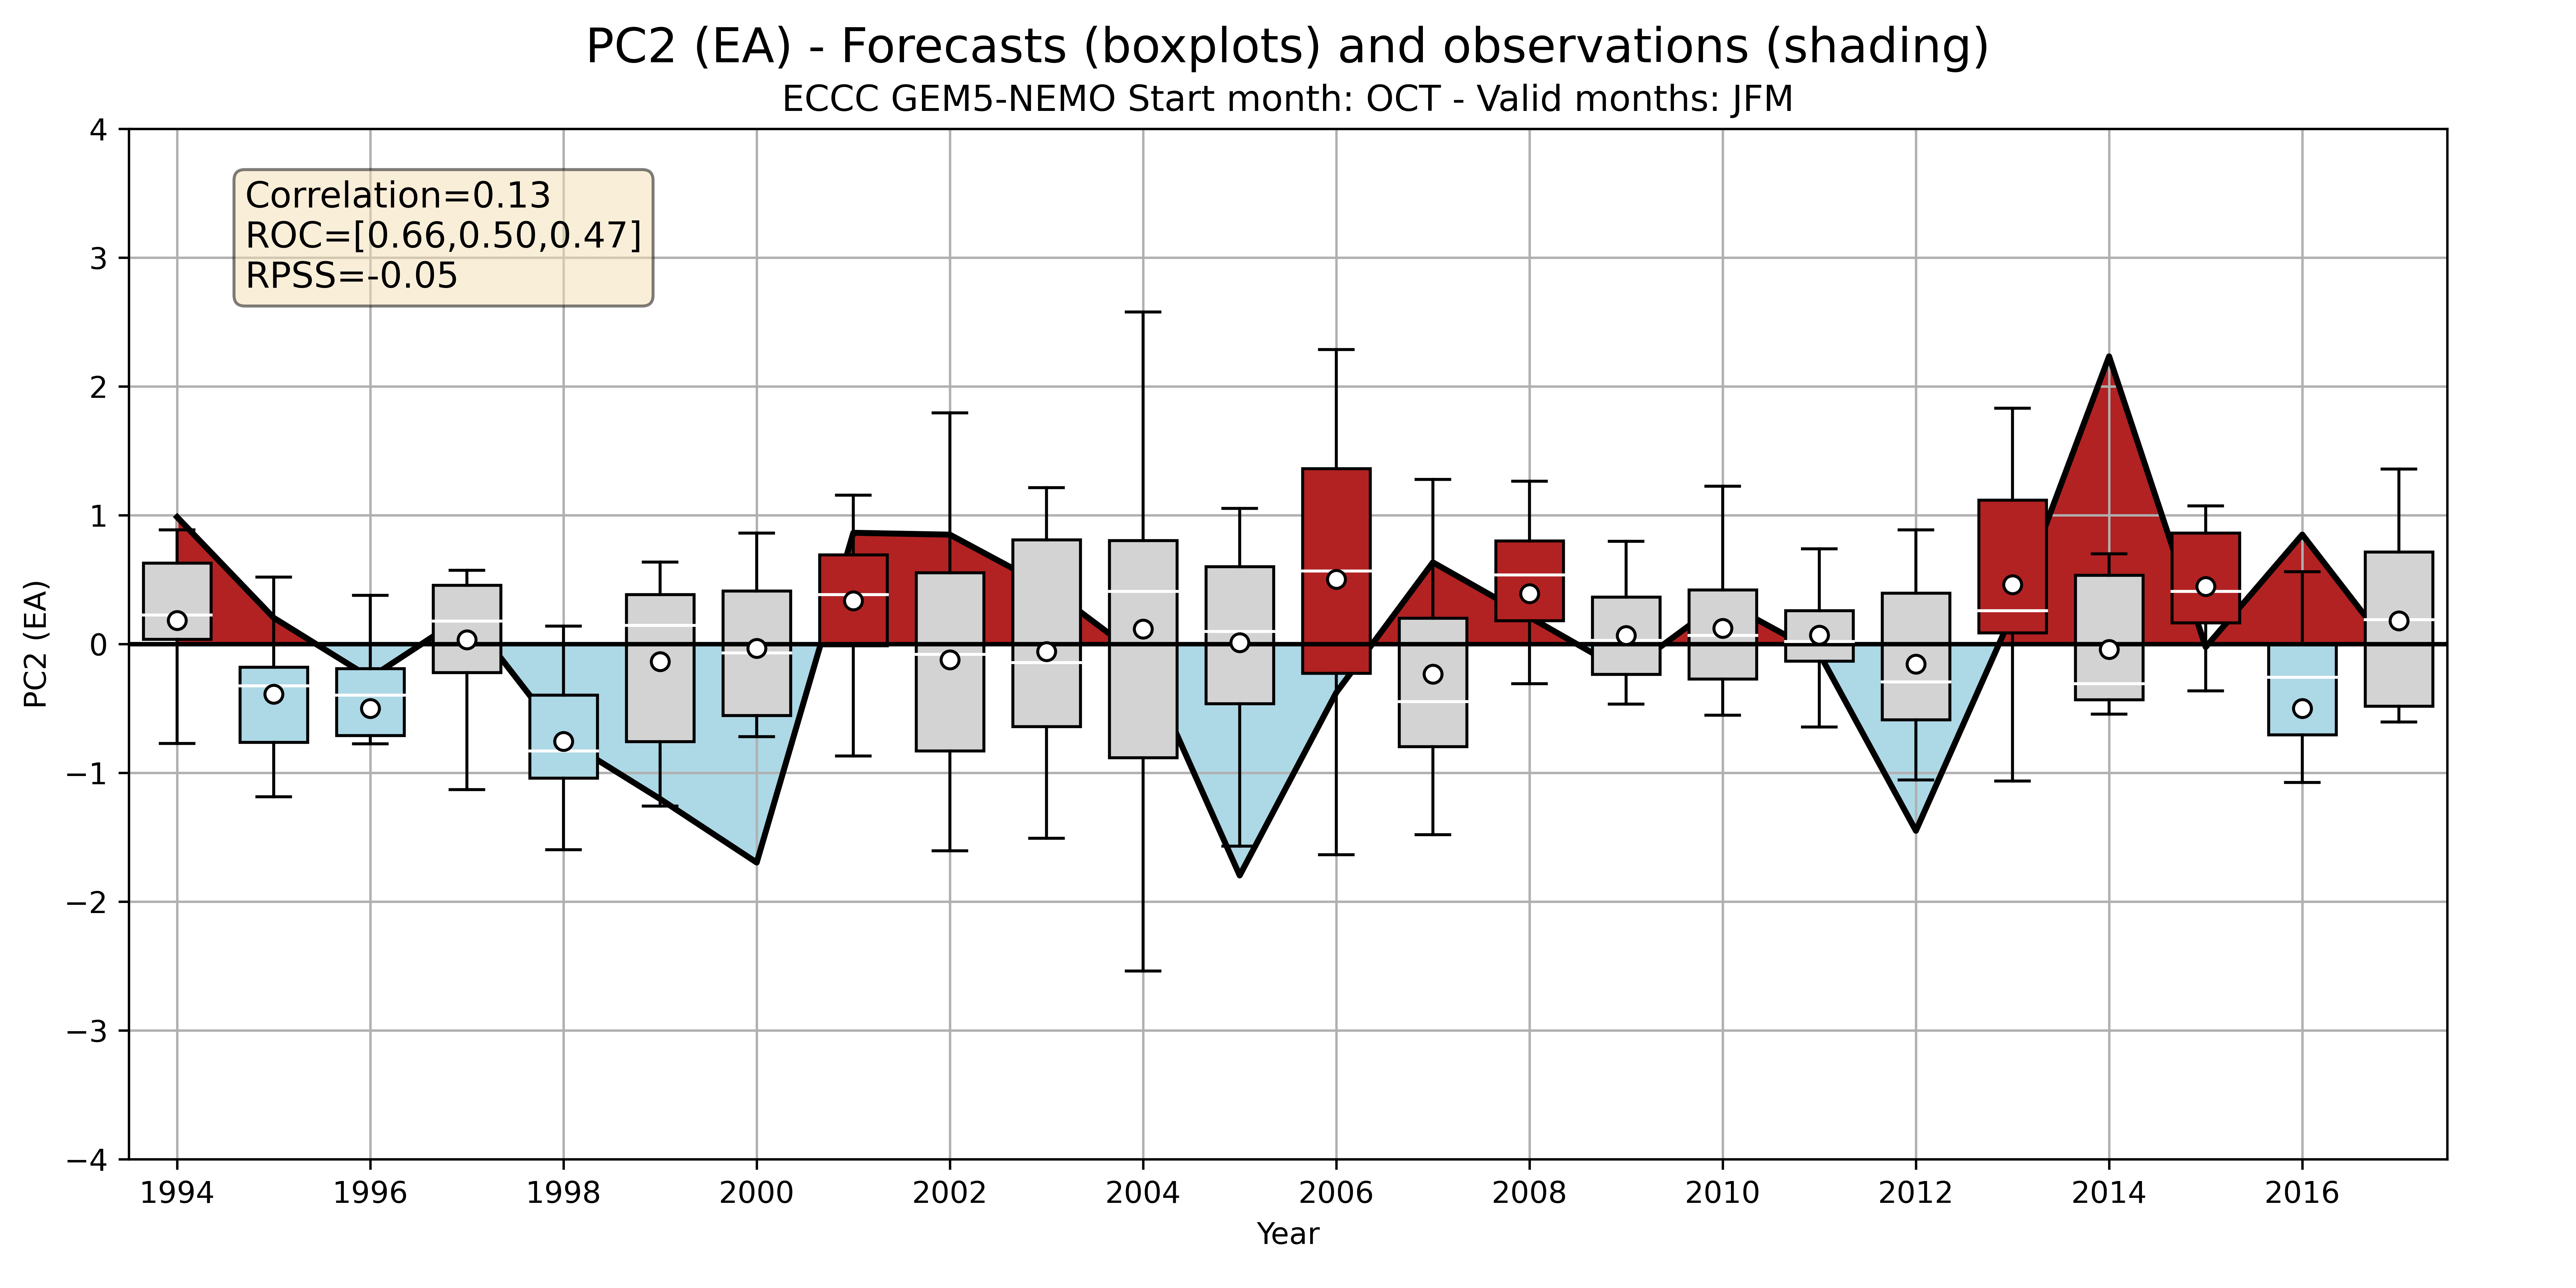 PC2 (EA) - Forecasts (boxplots) and observations (shading)
ECCC GEM5-NEMO Start month: OCT - Valid months: JFM
Correlation=0.13
ROC=[0.66,0.50,0.47]
RPSS=-0.05
PC2 (EA)
4
3
2
1
0
−1
−2
−3
−4
1994 1996 1998 2000 2002 2004 2006 2008 2010 2012 2014 2016
Year